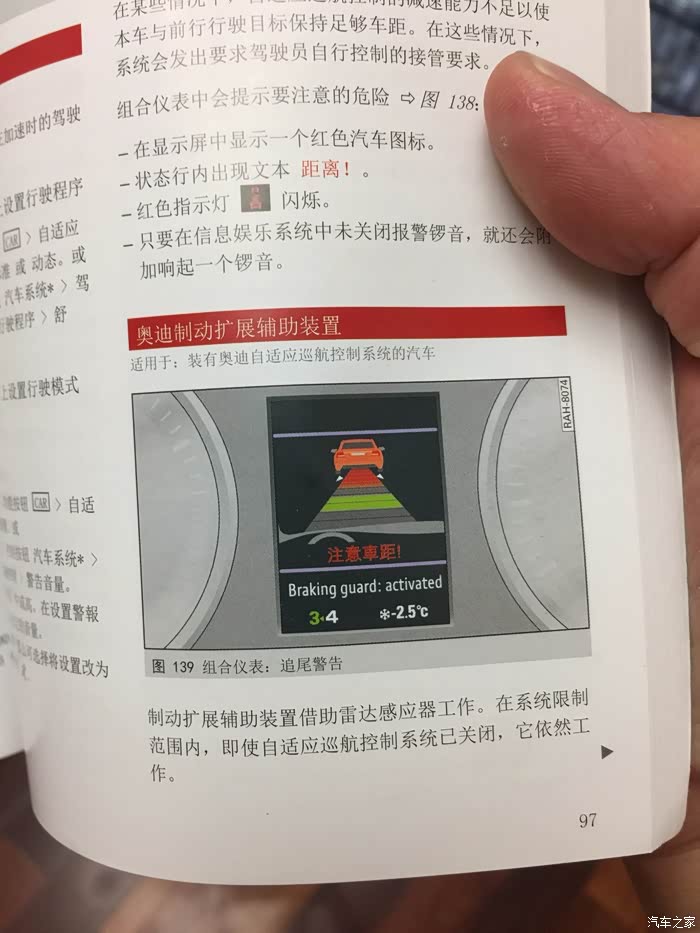 加速时的驾驶
上设置行驶程序
CAR 〉自适应
准 或 动态。或
汽车系统* 〉驾
行驶程序 〉舒
上设置行驶模式
CAR 〉自适
或
汽车系统* 〉
〉警告音量。
在设置警報
音量。
选择将设置改为
本车与前行行驶目标保持足够车距。在这些情况下，
系统会发出要求驾驶员自行控制的接管要求。
组合仪表中会提示要注意的危险 ⇨ 图 138：
– 在显示屏中显示一个红色汽车图标。
– 状态行内出现文本 距离！。
– 红色指示灯 闪烁。
– 只要在信息娱乐系统中未关闭报警锣音，就还会附
加响起一个锣音。
奥迪制动扩展辅助装置
适用于：装有奥迪自适应巡航控制系统的汽车
RAH-8074
注意車距!
Braking guard: activated
3◂4 ✻-2.5°c
图 139 组合仪表：追尾警告
制动扩展辅助装置借助雷达感应器工作。在系统限制
范围内，即使自适应巡航控制系统已关闭，它依然工
作。
▶
97
汽车之家